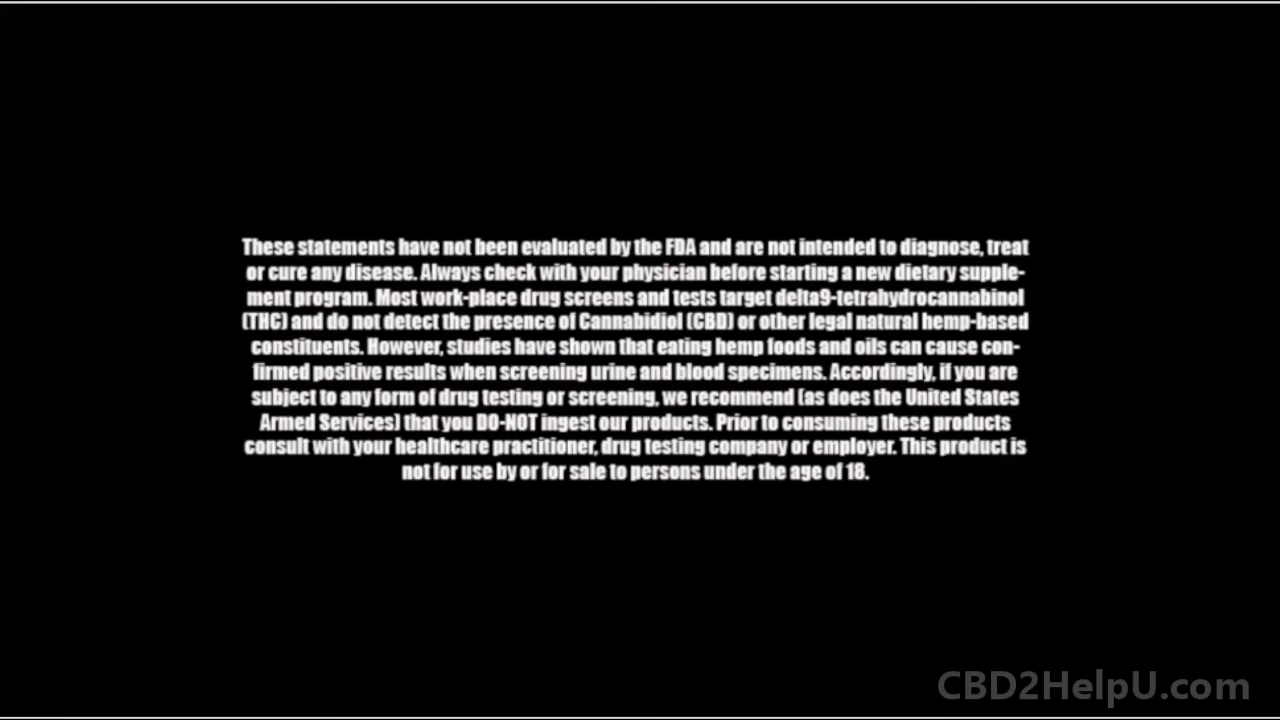 These statements have not been evaluated by the FDA and are not intended to diagnose, treat
or cure any disease. Always check with your physician before starting a new dietary supple-
ment program. Most work-place drug screens and tests target delta9-tetrahydrocannabinol
(THC) and do not detect the presence of Cannabidiol (CBD) or other legal natural hemp-based
constituents. However, studies have shown that eating hemp foods and oils can cause con-
firmed positive results when screening urine and blood specimens. Accordingly, if you are
subject to any form of drug testing or screening, we recommend (as does the United States
Armed Services) that you DO-NOT ingest our products. Prior to consuming these products
consult with your healthcare practitioner, drug testing company or employer. This product is
not for use by or for sale to persons under the age of 18.
CBD2HelpU.com